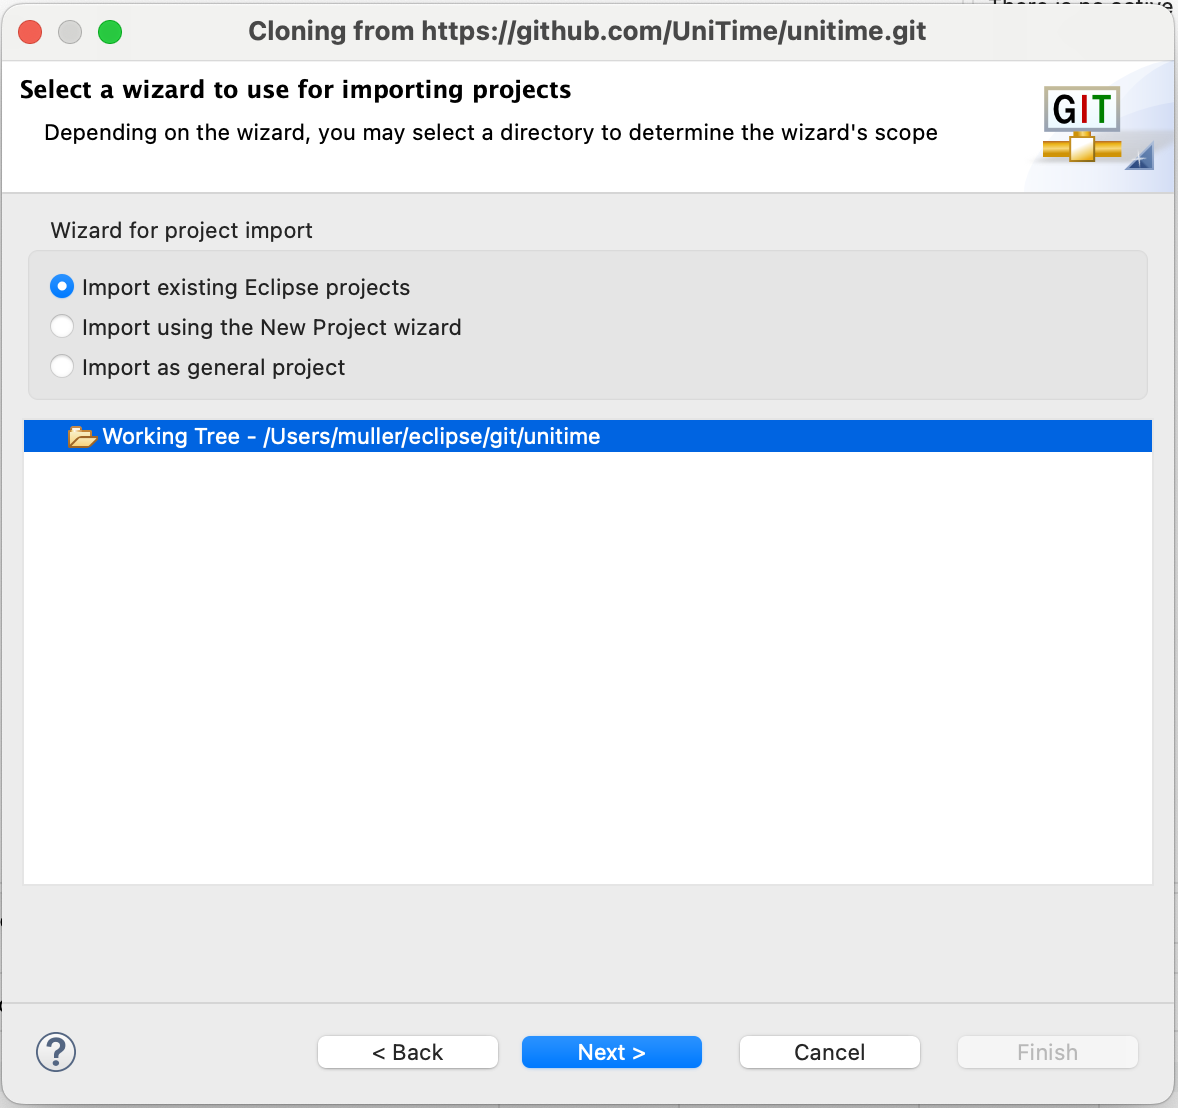 Cloning from https://github.com/UniTime/unitime.git
Select a wizard to use for importing projects
Depending on the wizard, you may select a directory to determine the wizard's scope
GIT
Wizard for project import
Import existing Eclipse projects
Import using the New Project wizard
Import as general project
Working Tree - /Users/muller/eclipse/git/unitime
?
< Back
Next >
Cancel
Finish